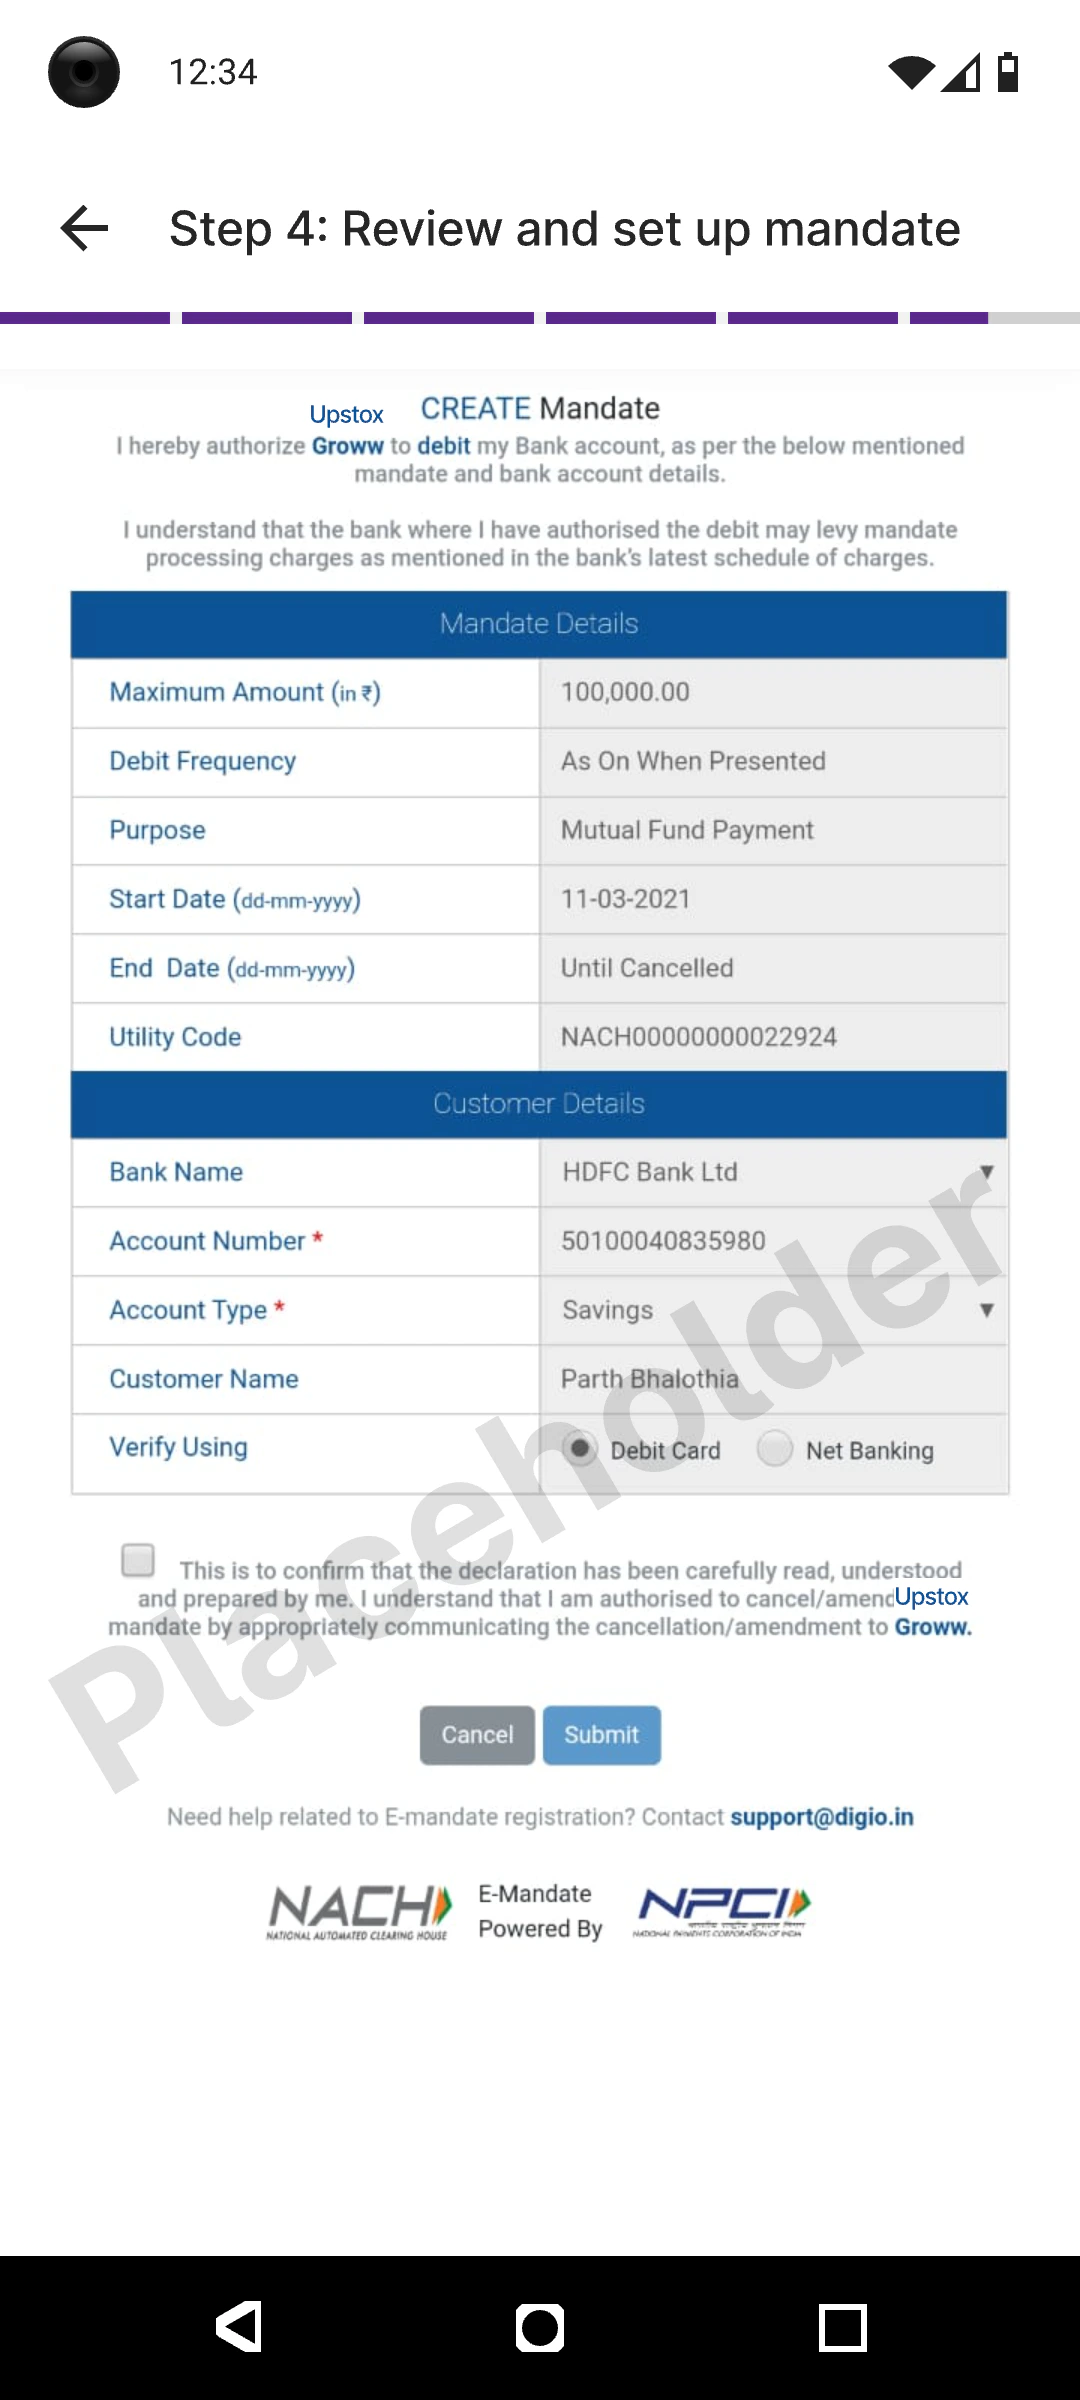 12:34
Step 4: Review and set up mandate
Upstox
CREATE Mandate
I hereby authorize Groww to debit my Bank account, as per the below mentioned
mandate and bank account details.
I understand that the bank where I have authorised the debit may levy mandate
processing charges as mentioned in the bank's latest schedule of charges.
Mandate Details
Maximum Amount (in ₹) 100,000.00
Debit Frequency As On When Presented
Purpose Mutual Fund Payment
Start Date (dd-mm-yyyy) 11-03-2021
End Date (dd-mm-yyyy) Until Cancelled
Utility Code NACH00000000022924
Customer Details
Bank Name HDFC Bank Ltd
Account Number * 50100040835980
Account Type * Savings
Customer Name Parth Bhalothia
Verify Using Debit Card Net Banking
Placeholder
This is to confirm that the declaration has been carefully read, understood
and prepared by me. I understand that I am authorised to cancel/amend
Upstox
mandate by appropriately communicating the cancellation/amendment to Groww.
Cancel Submit
Need help related to E-mandate registration? Contact support@digio.in
NACH
NATIONAL AUTOMATED CLEARING HOUSE
E-Mandate
Powered By
NPCI
NATIONAL PAYMENTS CORPORATION OF INDIA